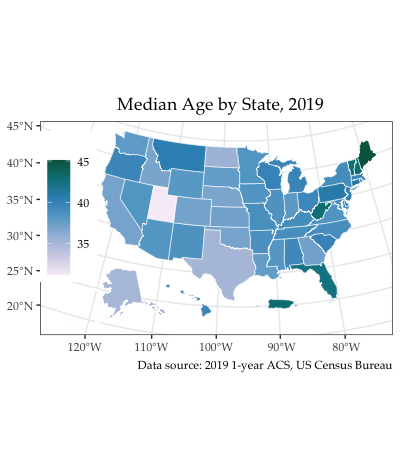 Median Age by State, 2019
45°N
40°N
35°N
30°N
25°N
20°N
45
40
35
120°W 110°W 100°W 90°W 80°W
Data source: 2019 1-year ACS, US Census Bureau